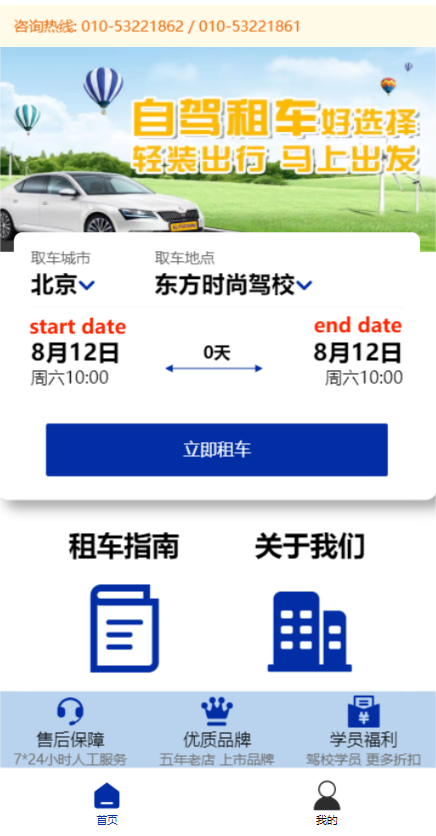 咨询热线: 010-53221862 / 010-53221861
自驾租车好选择
轻装出行 马上出发
取车城市 取车地点
北京 东方时尚驾校
start date end date
8月12日 0天 8月12日
周六10:00 周六10:00
立即租车
租车指南 关于我们
售后保障 优质品牌 学员福利
7*24小时人工服务 五年老店 上市品牌 驾校学员 更多折扣
首页 我的